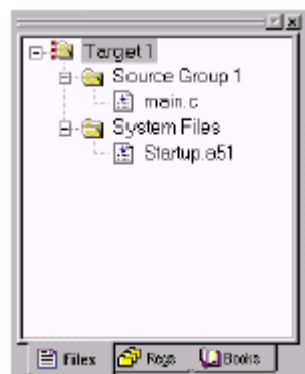 Target 1
Source Group 1
main.c
System Files
Startup.a51
Files Regs Books